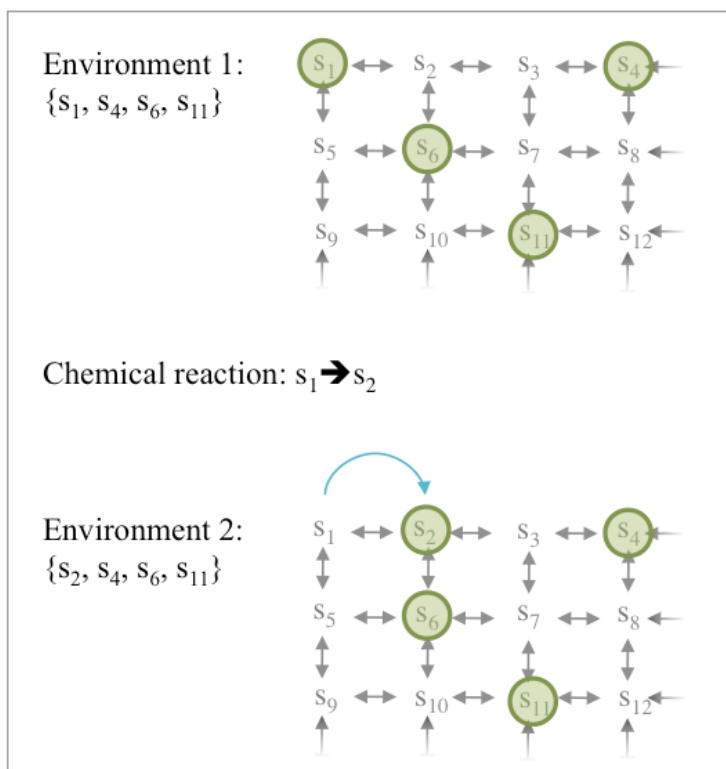 Environment 1:
{s₁, s₄, s₆, s₁₁}
s₁ s₂ s₃ s₄
s₅ s₆ s₇ s₈
s₉ s₁₀ s₁₁ s₁₂
Chemical reaction: s₁➔s₂
Environment 2:
{s₂, s₄, s₆, s₁₁}
s₁ s₂ s₃ s₄
s₅ s₆ s₇ s₈
s₉ s₁₀ s₁₁ s₁₂